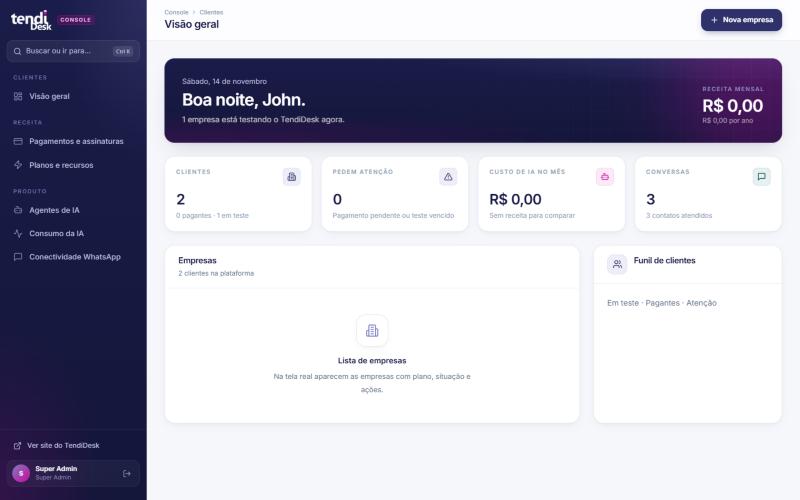 tendi
Desk
CONSOLE
Buscar ou ir para...
Ctrl K
CLIENTES
Visão geral
RECEITA
Pagamentos e assinaturas
Planos e recursos
PRODUTO
Agentes de IA
Consumo da IA
Conectividade WhatsApp
Ver site do TendiDesk
S
Super Admin
Super Admin
Console > Clientes
Visão geral
+ Nova empresa
Sábado, 14 de novembro
Boa noite, John.
1 empresa está testando o TendiDesk agora.
RECEITA MENSAL
R$ 0,00
R$ 0,00 por ano
CLIENTES
2
0 pagantes · 1 em teste
PEDEM ATENÇÃO
0
Pagamento pendente ou teste vencido
CUSTO DE IA NO MÊS
R$ 0,00
Sem receita para comparar
CONVERSAS
3
3 contatos atendidos
Empresas
2 clientes na plataforma
Lista de empresas
Na tela real aparecem as empresas com plano, situação e
ações.
Funil de clientes
Em teste · Pagantes · Atenção